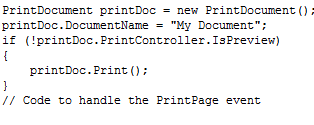 PrintDocument printDoc = new PrintDocument();
printDoc.DocumentName = "My Document";
if (!printDoc.PrintController.IsPreview)
{
    printDoc.Print();
}
// Code to handle the PrintPage event